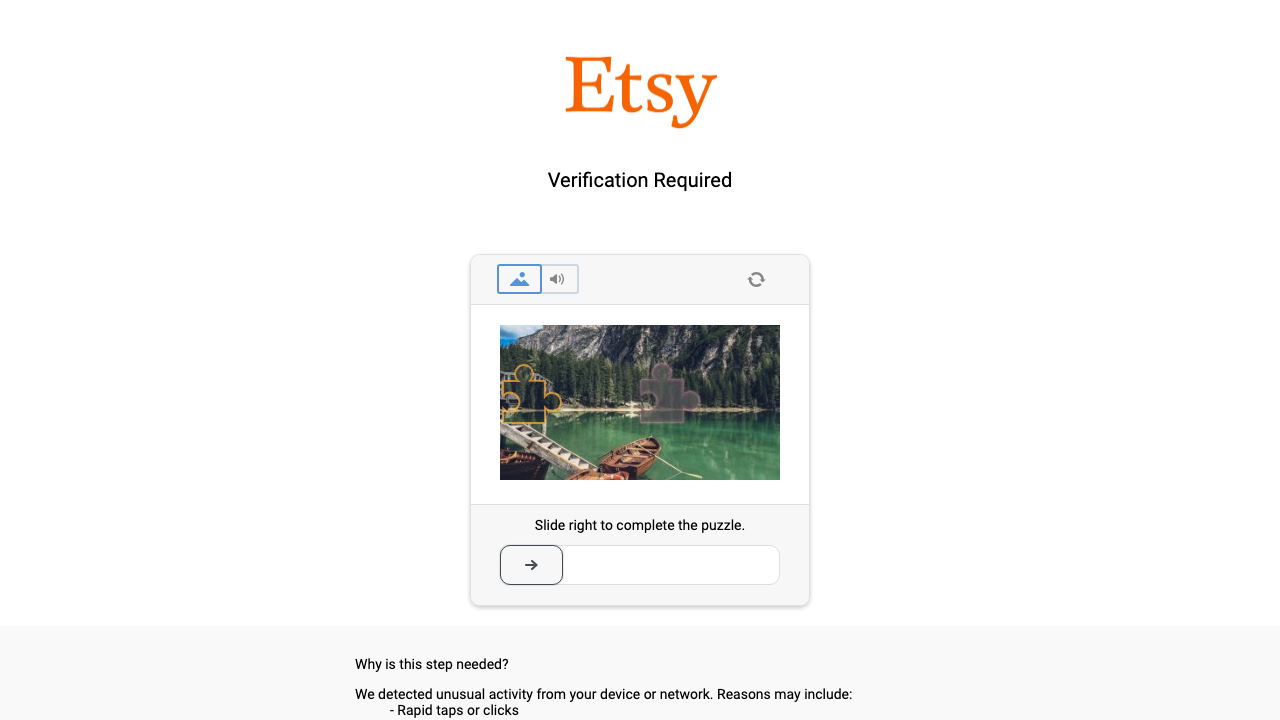 Etsy
Verification Required
Slide right to complete the puzzle.
Why is this step needed?
We detected unusual activity from your device or network. Reasons may include:
- Rapid taps or clicks